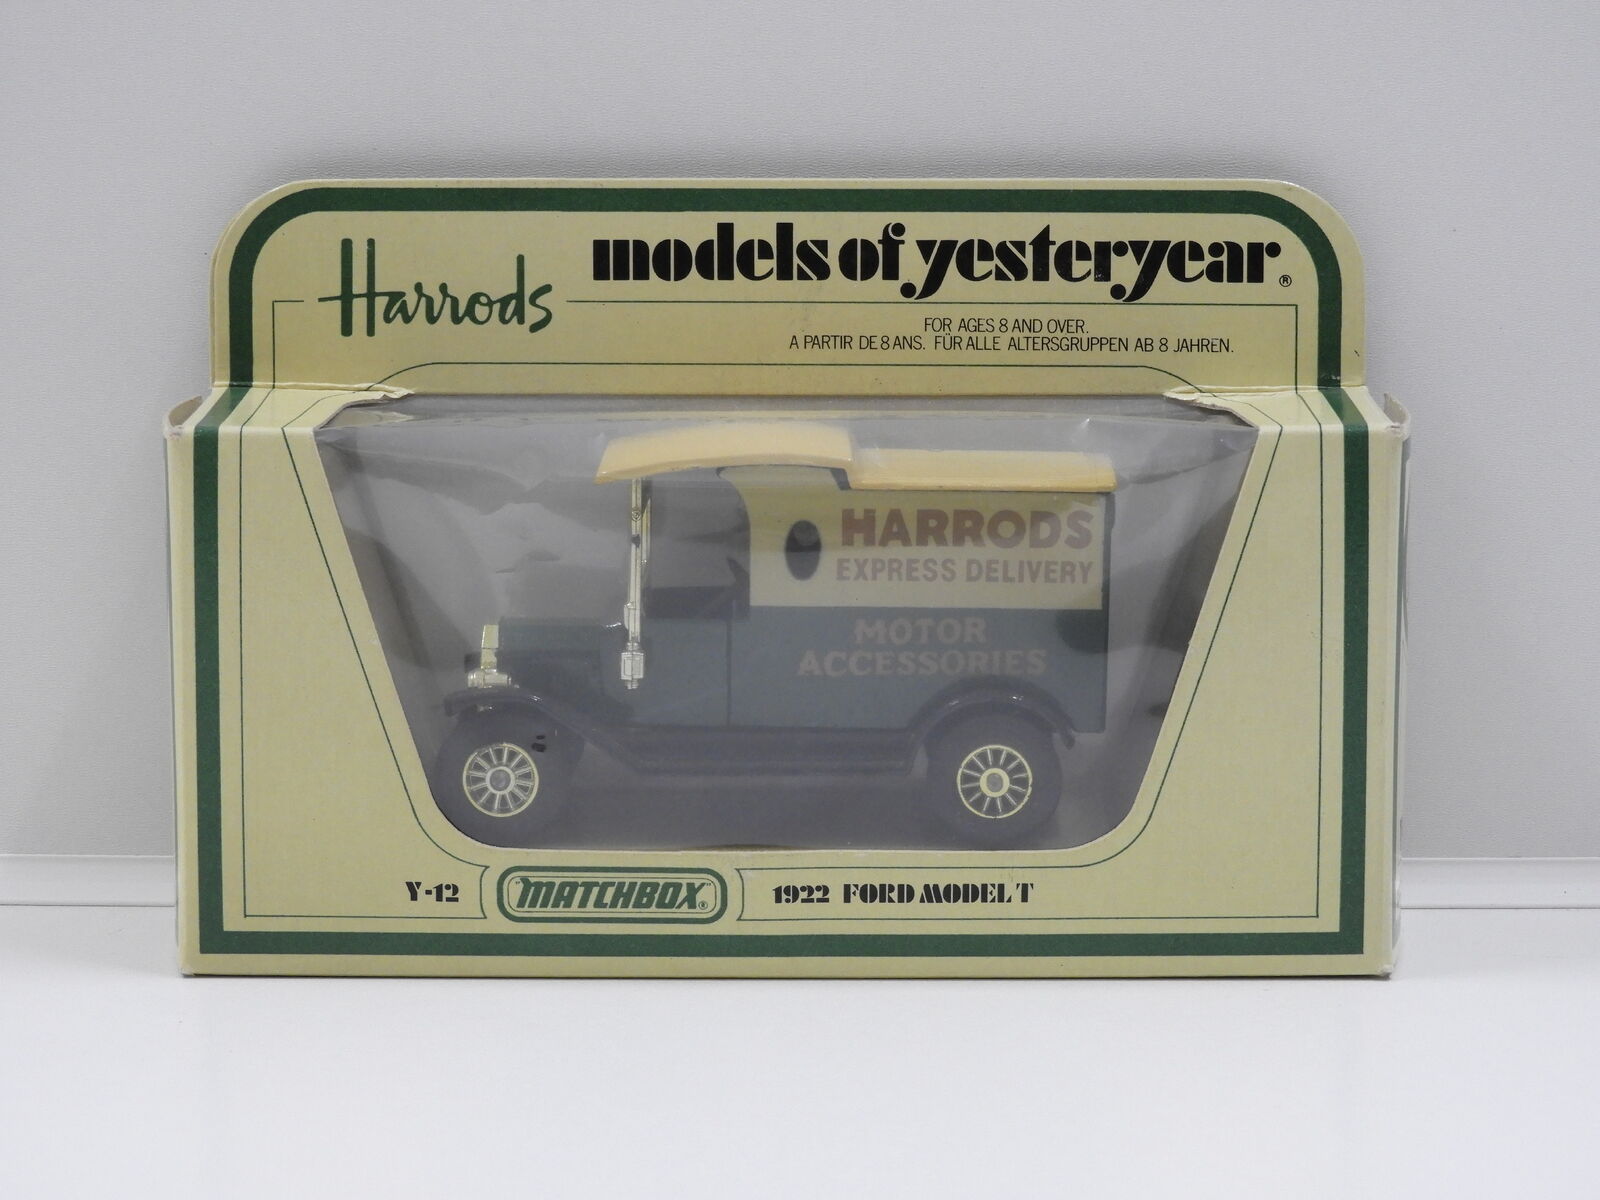 Harrods
models of yesteryear®
FOR AGES 8 AND OVER.
A PARTIR DE 8 ANS. FÜR ALLE ALTERSGRUPPEN AB 8 JAHREN.
HARRODS
EXPRESS DELIVERY
MOTOR
ACCESSORIES
Y-12
"MATCHBOX"®
1922 FORD MODEL T